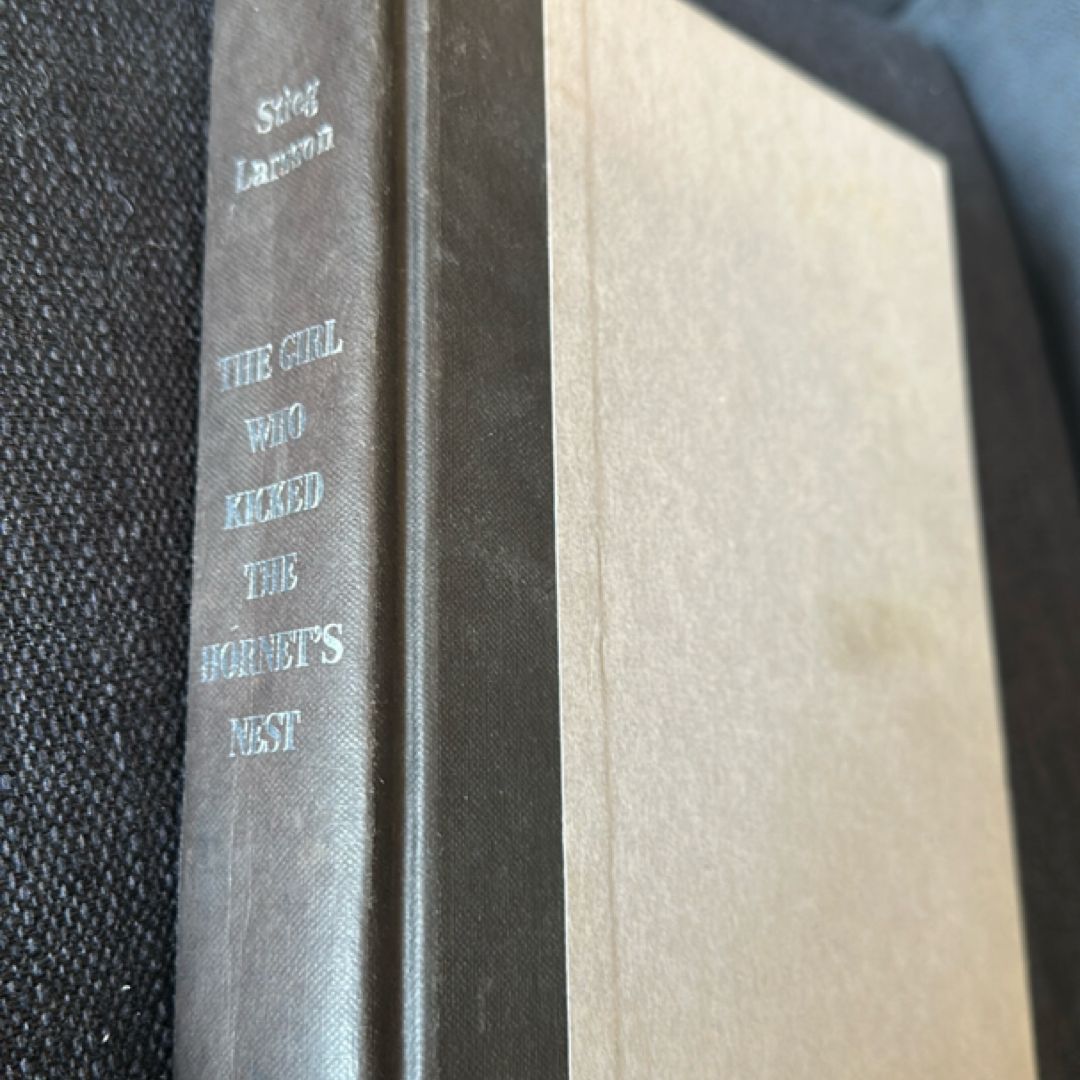 Stieg
Larsson
THE GIRL
WHO
KICKED
THE
HORNET'S
NEST